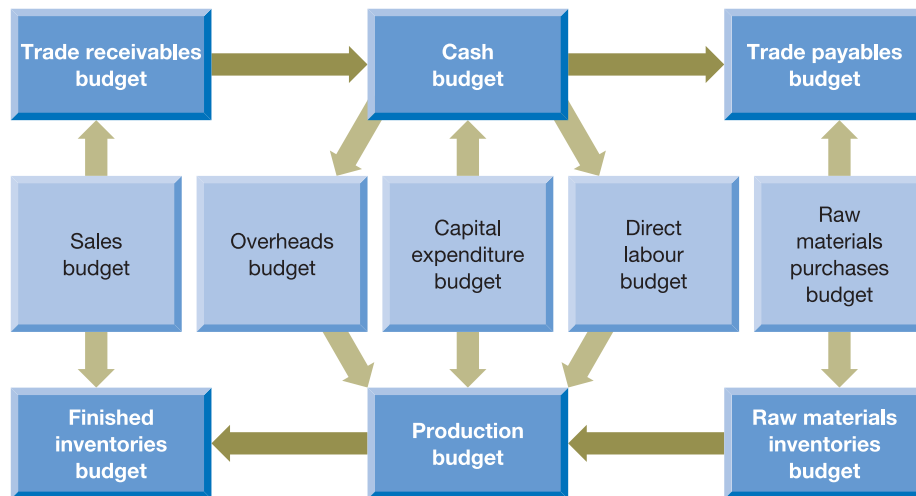 Trade receivables
budget
Cash
budget
Trade payables
budget
Sales
budget
Overheads
budget
Capital
expenditure
budget
Direct
labour
budget
Raw
materials
purchases
budget
Finished
inventories
budget
Production
budget
Raw materials
inventories
budget